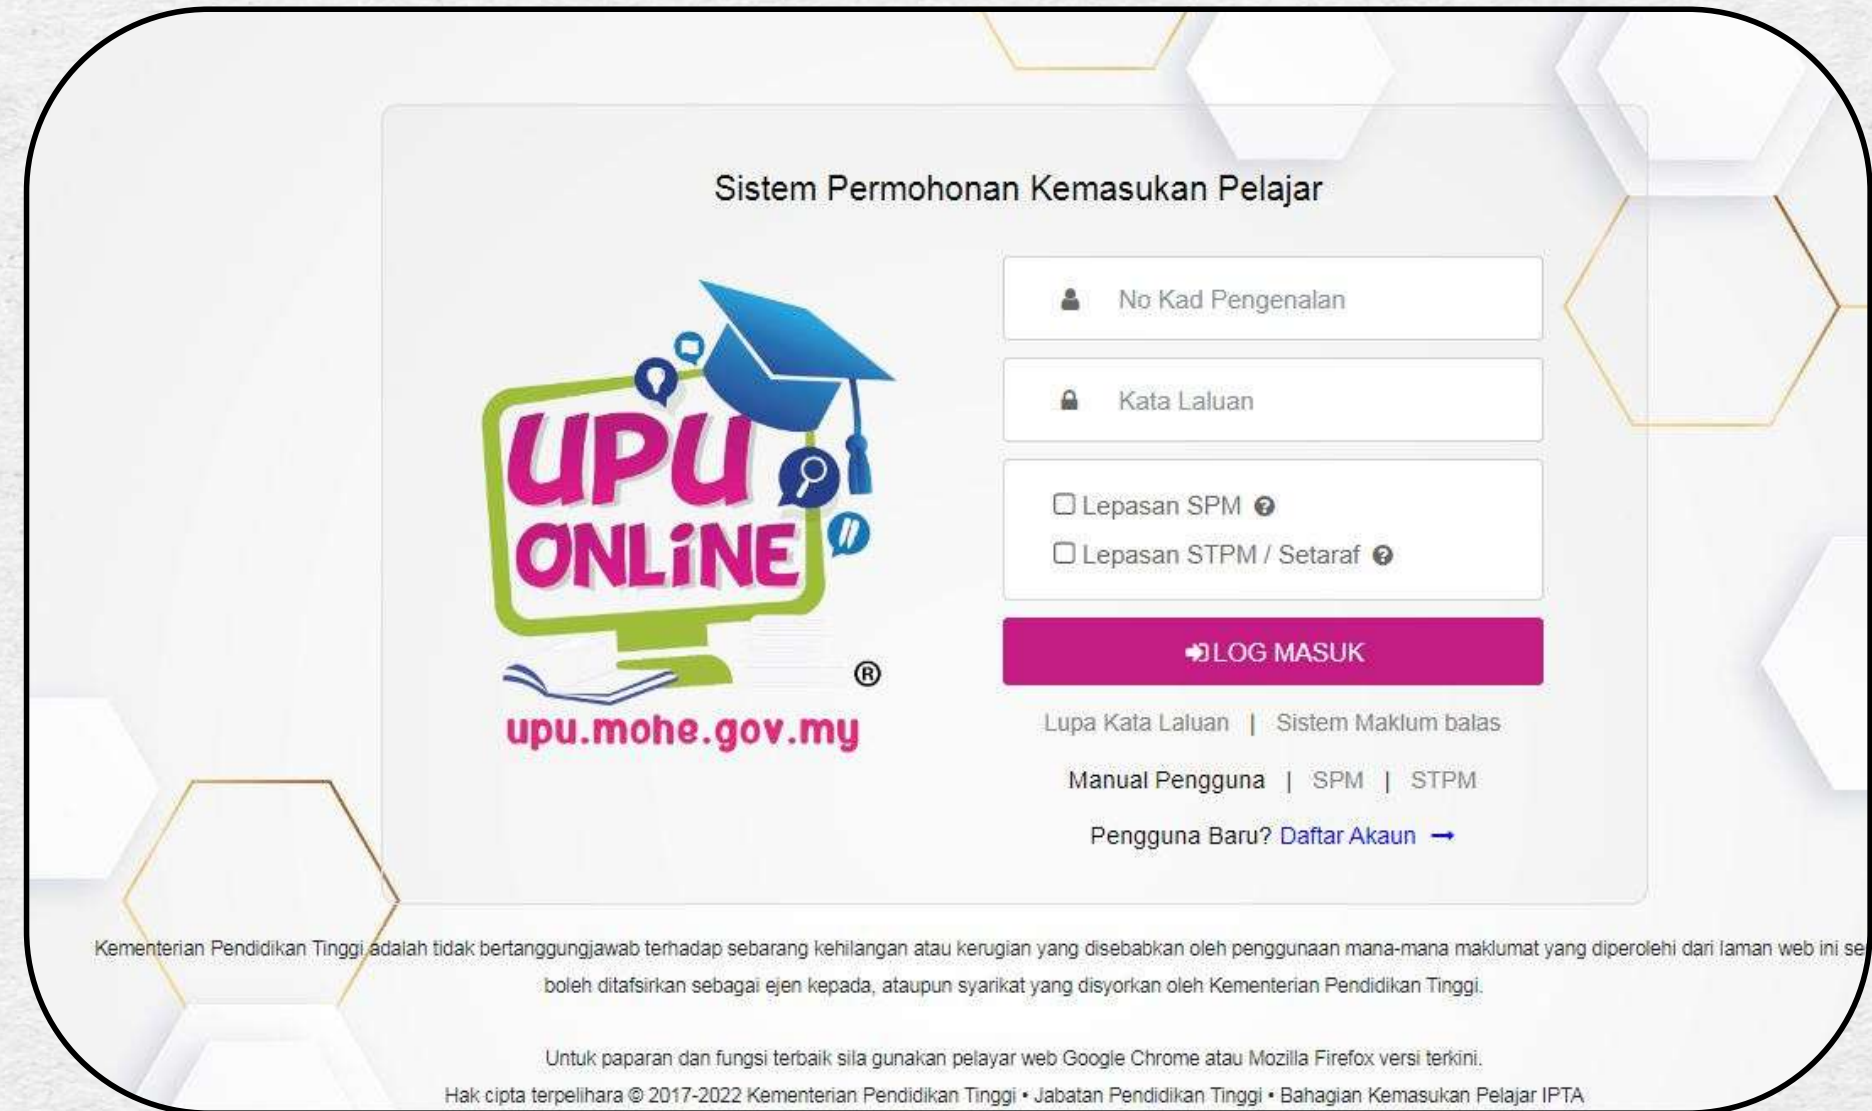 Sistem Permohonan Kemasukan Pelajar
UPU
ONLiNE
®
upu.mohe.gov.my
No Kad Pengenalan
Kata Laluan
Lepasan SPM
Lepasan STPM / Setaraf
LOG MASUK
Lupa Kata Laluan | Sistem Maklum balas
Manual Pengguna | SPM | STPM
Pengguna Baru? Daftar Akaun →
Kementerian Pendidikan Tinggi adalah tidak bertanggungjawab terhadap sebarang kehilangan atau kerugian yang disebabkan oleh penggunaan mana-mana maklumat yang diperolehi dari laman web ini
boleh ditafsirkan sebagai ejen kepada, ataupun syarikat yang disyorkan oleh Kementerian Pendidikan Tinggi.
Untuk paparan dan fungsi terbaik sila gunakan pelayar web Google Chrome atau Mozilla Firefox versi terkini.
Hak cipta terpelihara © 2017-2022 Kementerian Pendidikan Tinggi • Jabatan Pendidikan Tinggi • Bahagian Kemasukan Pelajar IPTA